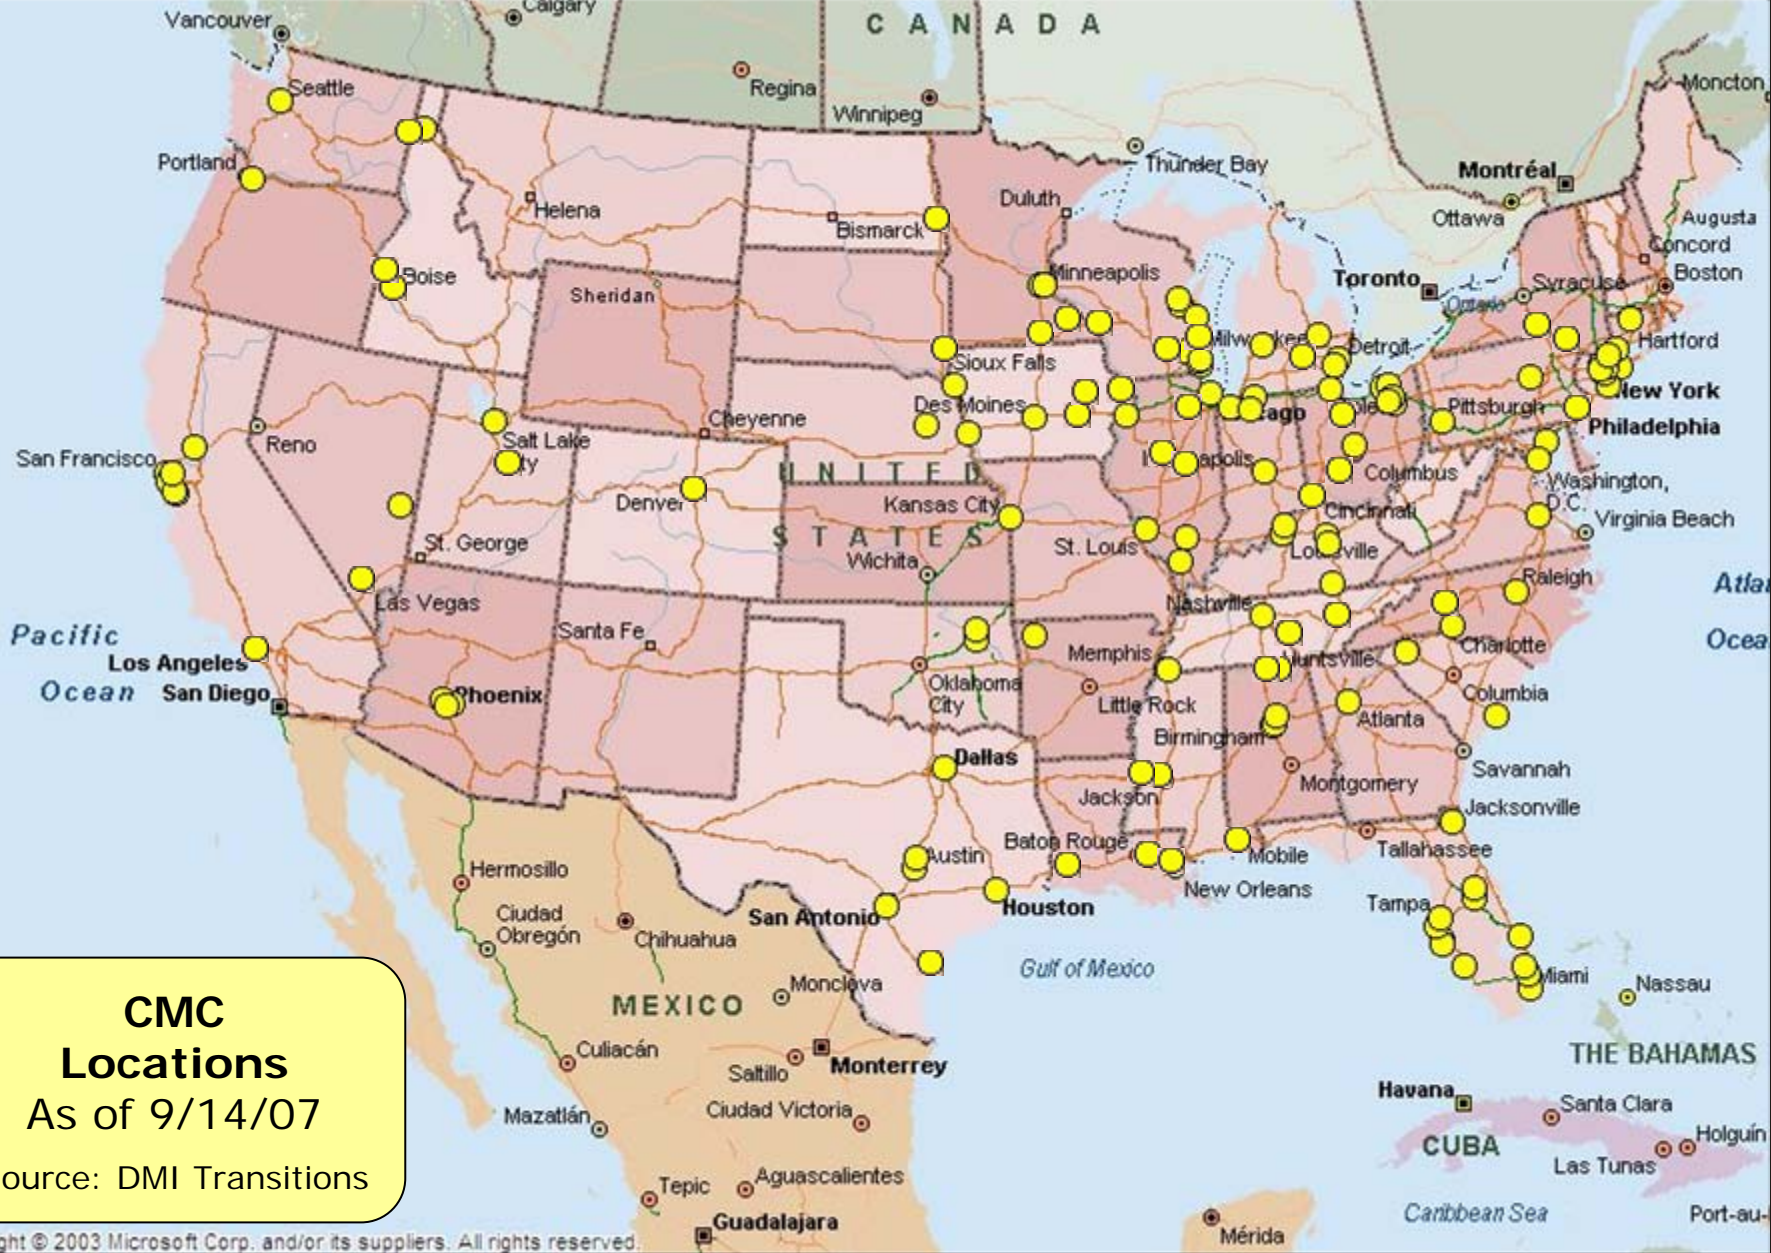 Calgary
Vancouver
CANADA
Seattle
Regina
Winnipeg
Moncton
Thunder Bay
Montréal
Portland
Helena
Bismarck
Duluth
Ottawa
Augusta
Concord
Boise
Sheridan
Minneapolis
Toronto
Ontario
Syracuse
Boston
Sioux Falls
Detroit
Hartford
Reno
Salt Lake
Cheyenne
Des Moines
Pittsburgh
New York
Philadelphia
San Francisco
UNITED
STATES
Denver
Kansas City
Columbus
Washington,
D.C.
Cincinnati
Virginia Beach
St. George
Wichita
St. Louis
Las Vegas
Santa Fe
Nashville
Raleigh
Pacific
Ocean
Los Angeles
San Diego
Phoenix
Oklahoma
City
Memphis
Little Rock
Huntsville
Charlotte
Columbia
Birmingham
Atlanta
Dallas
Jackson
Montgomery
Savannah
Jacksonville
Hermosillo
Austin
Baton Rouge
Mobile
Tallahassee
New Orleans
Ciudad
Obregón
Chihuahua
San Antonio
Houston
Tampa
Gulf of Mexico
Monclova
Miami
Nassau
MEXICO
THE BAHAMAS
Culiacán
Saltillo
Monterrey
Mazatlán
Ciudad Victoria
Havana
Santa Clara
CUBA
Holguín
Las Tunas
Tepic
Aguascalientes
Guadalajara
Caribbean Sea
Port-au-
Mérida
CMC
Locations
As of 9/14/07
ource: DMI Transitions
ght © 2003 Microsoft Corp. and/or its suppliers. All rights reserved.